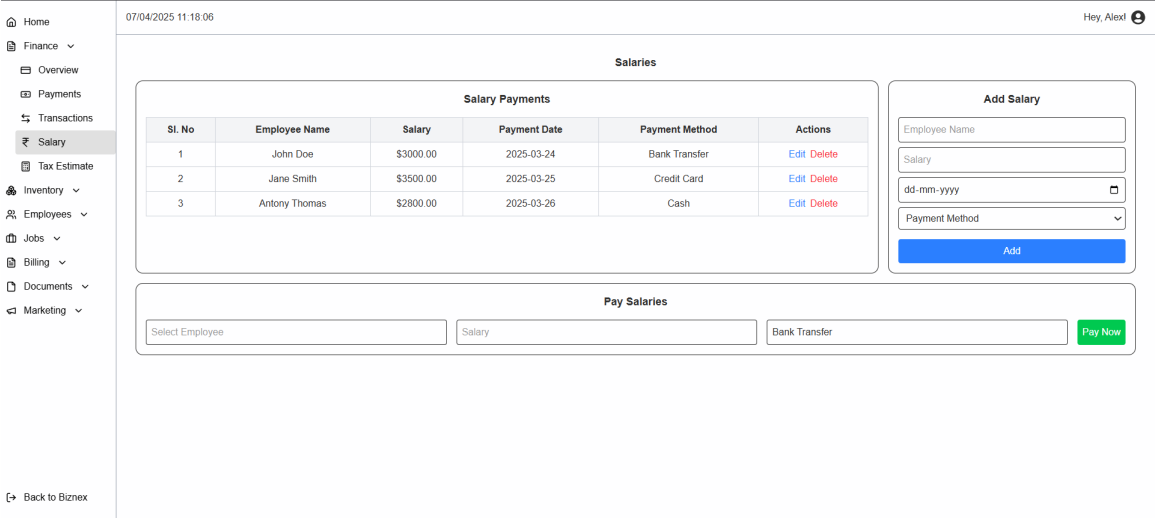 07/04/2025 11:18:06
Hey, Alex!
Home
Finance
Overview
Payments
Transactions
Salary
Tax Estimate
Inventory
Employees
Jobs
Billing
Documents
Marketing
Back to Biznex
Salaries
Salary Payments
Sl. No Employee Name Salary Payment Date Payment Method Actions
1 John Doe $3000.00 2025-03-24 Bank Transfer Edit Delete
2 Jane Smith $3500.00 2025-03-25 Credit Card Edit Delete
3 Antony Thomas $2800.00 2025-03-26 Cash Edit Delete
Add Salary
Employee Name
Salary
dd-mm-yyyy
Payment Method
Add
Pay Salaries
Select Employee Salary Bank Transfer Pay Now